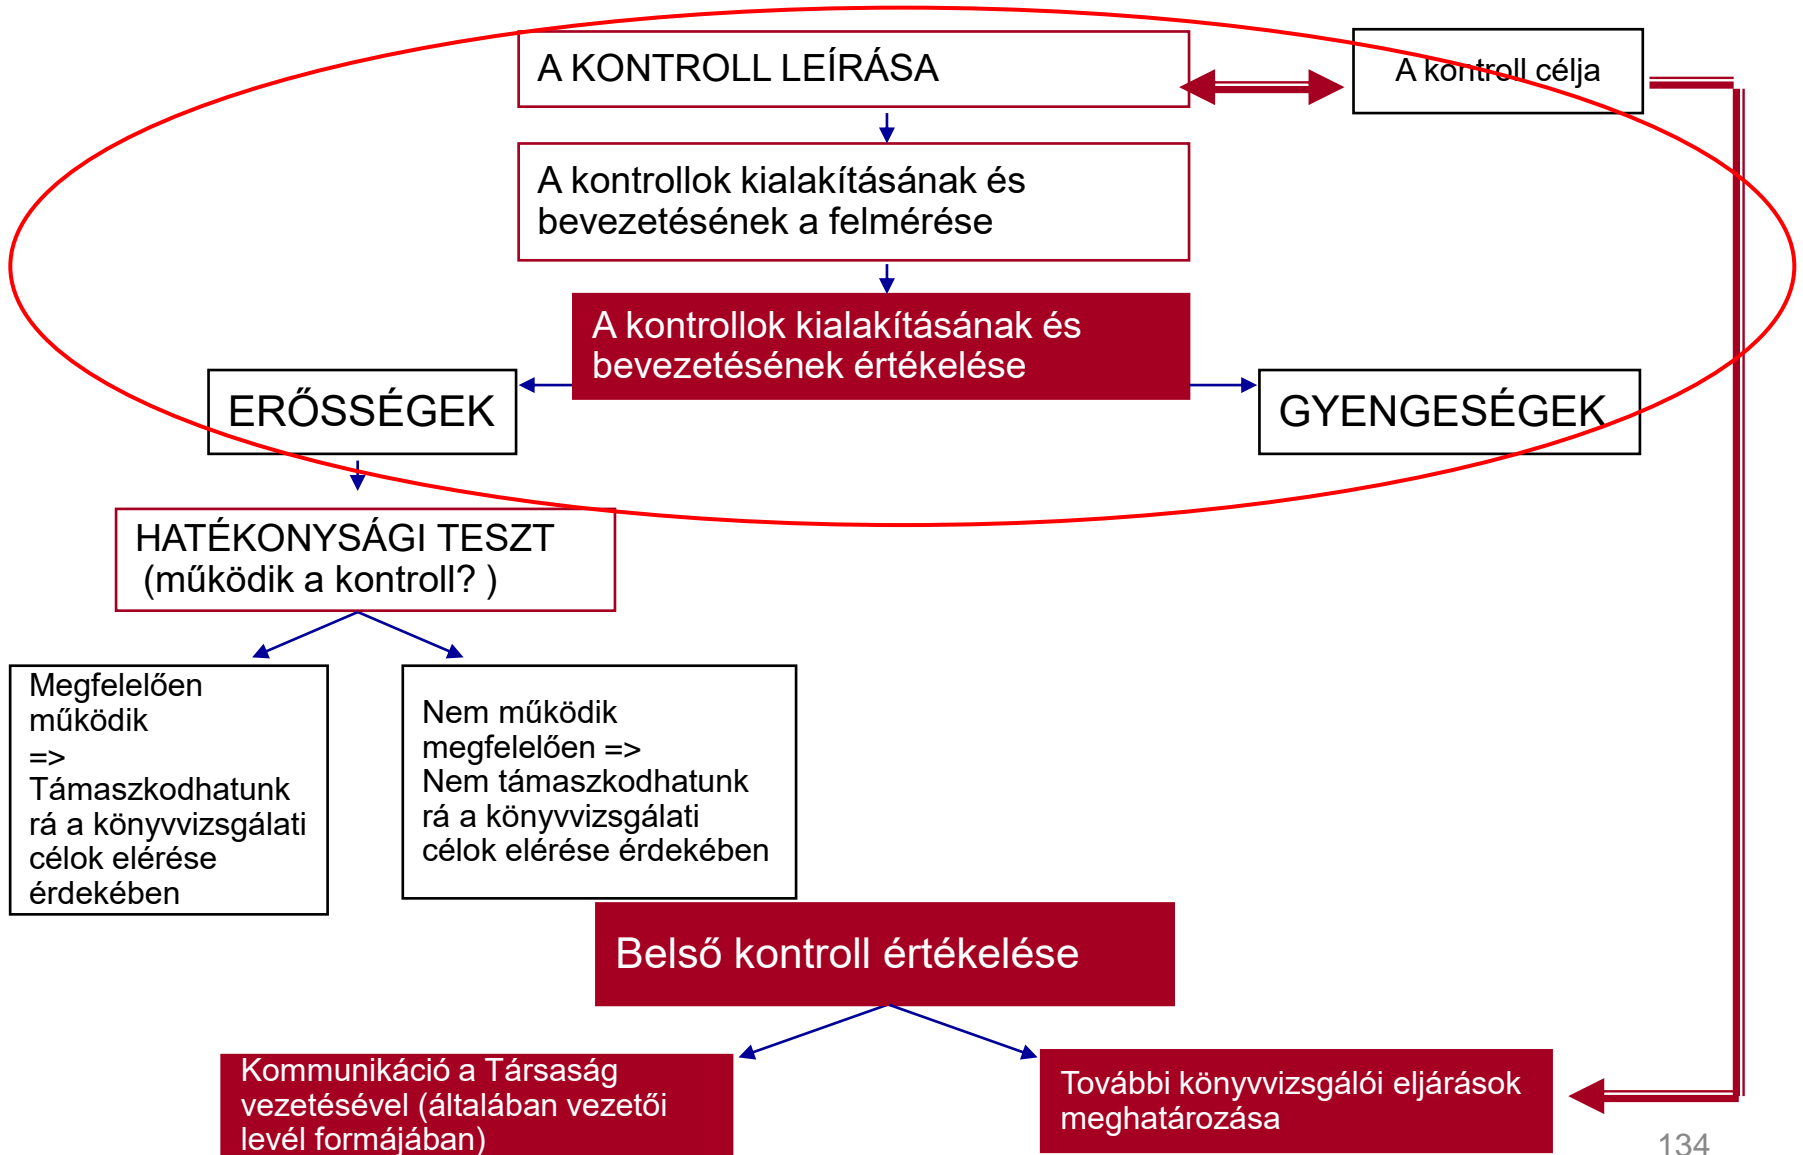 A KONTROLL LEÍRÁSA
A kontroll célja
A kontrollok kialakításának és
bevezetésének a felmérése
A kontrollok kialakításának és
bevezetésének értékelése
ERŐSSÉGEK
GYENGESÉGEK
HATÉKONYSÁGI TESZT
(működik a kontroll? )
Megfelelően
működik
=>
Támaszkodhatunk
rá a könyvvizsgálati
célok elérése
érdekében
Nem működik
megfelelően =>
Nem támaszkodhatunk
rá a könyvvizsgálati
célok elérése érdekében
Belső kontroll értékelése
Kommunikáció a Társaság
vezetésével (általában vezetői
levél formájában)
További könyvvizsgálói eljárások
meghatározása
134